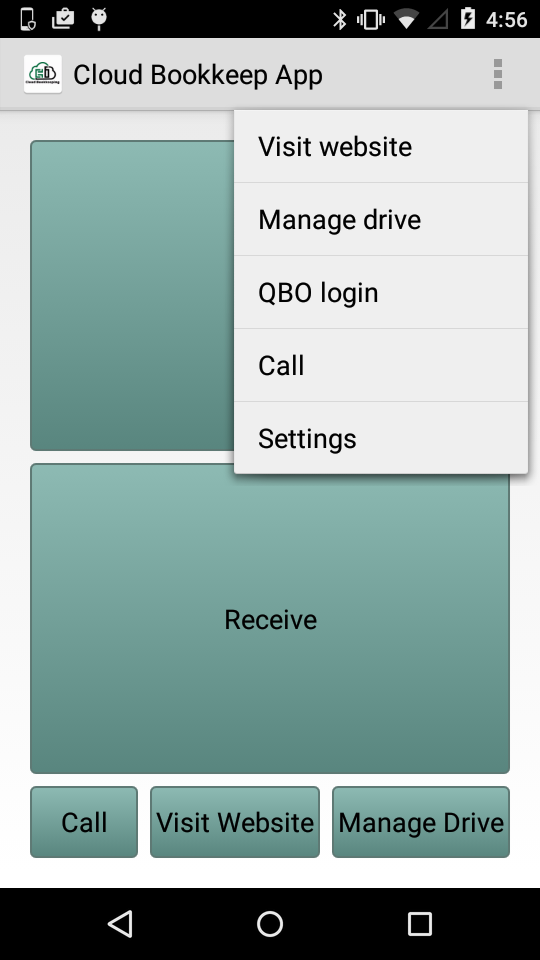 4:56
Cloud Bookkeep App
Visit website
Manage drive
QBO login
Call
Settings
Receive
Call
Visit Website
Manage Drive